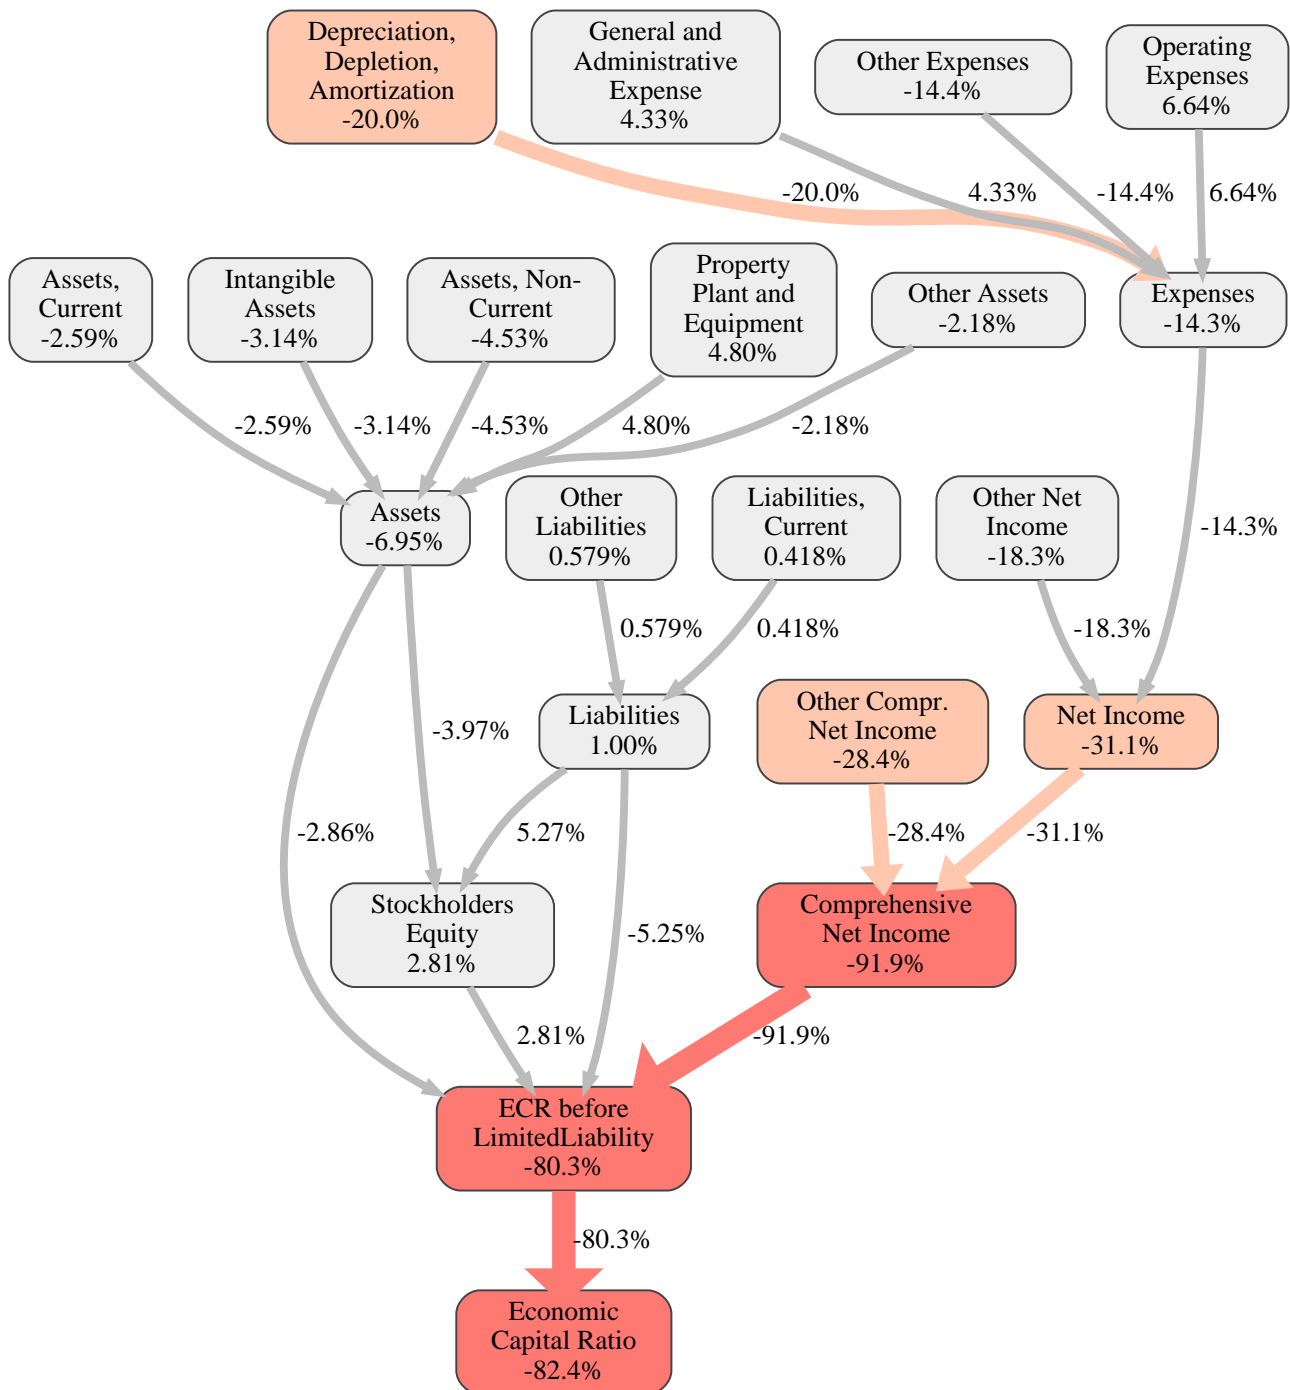 Depreciation,
Depletion,
Amortization
-20.0%
General and
Administrative
Expense
4.33%
Other Expenses
-14.4%
Operating
Expenses
6.64%
-20.0%
4.33%
-14.4%
6.64%
Assets,
Current
-2.59%
Intangible
Assets
-3.14%
Assets, Non-
Current
-4.53%
Property
Plant and
Equipment
4.80%
Other Assets
-2.18%
Expenses
-14.3%
-2.59%
-3.14%
-4.53%
4.80%
-2.18%
Assets
-6.95%
Other
Liabilities
0.579%
Liabilities,
Current
0.418%
Other Net
Income
-18.3%
-14.3%
0.579%
0.418%
-18.3%
Liabilities
1.00%
Other Compr.
Net Income
-28.4%
Net Income
-31.1%
-3.97%
-2.86%
5.27%
-28.4%
-31.1%
Stockholders
Equity
2.81%
-5.25%
Comprehensive
Net Income
-91.9%
2.81%
-91.9%
ECR before
LimitedLiability
-80.3%
-80.3%
Economic
Capital Ratio
-82.4%